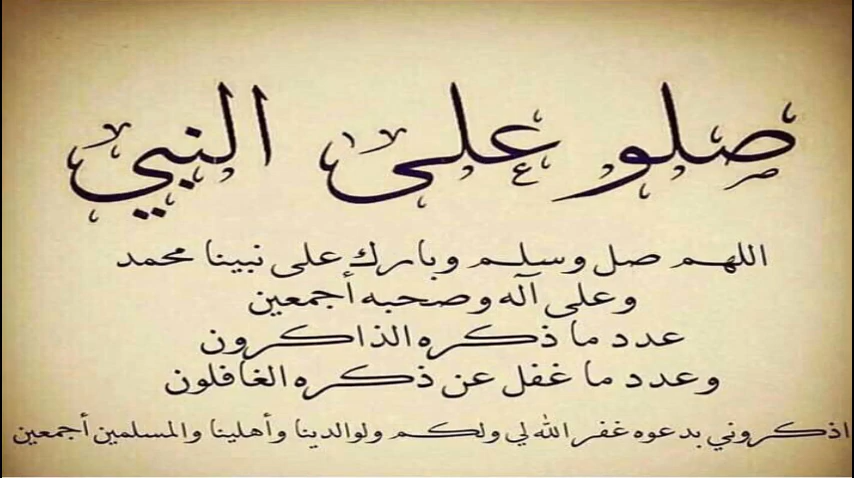 صلو على النبي
اللهم صل وسلم وبارك على نبينا محمد
وعلى آله وصحبه أجمعين
عدد ما ذكره الذاكرون
وعدد ما غفل عن ذكره الغافلون
اذكروني بدعوه غفر الله لي ولكم ولوالدينا وأهلينا والمسلمين أجمعين